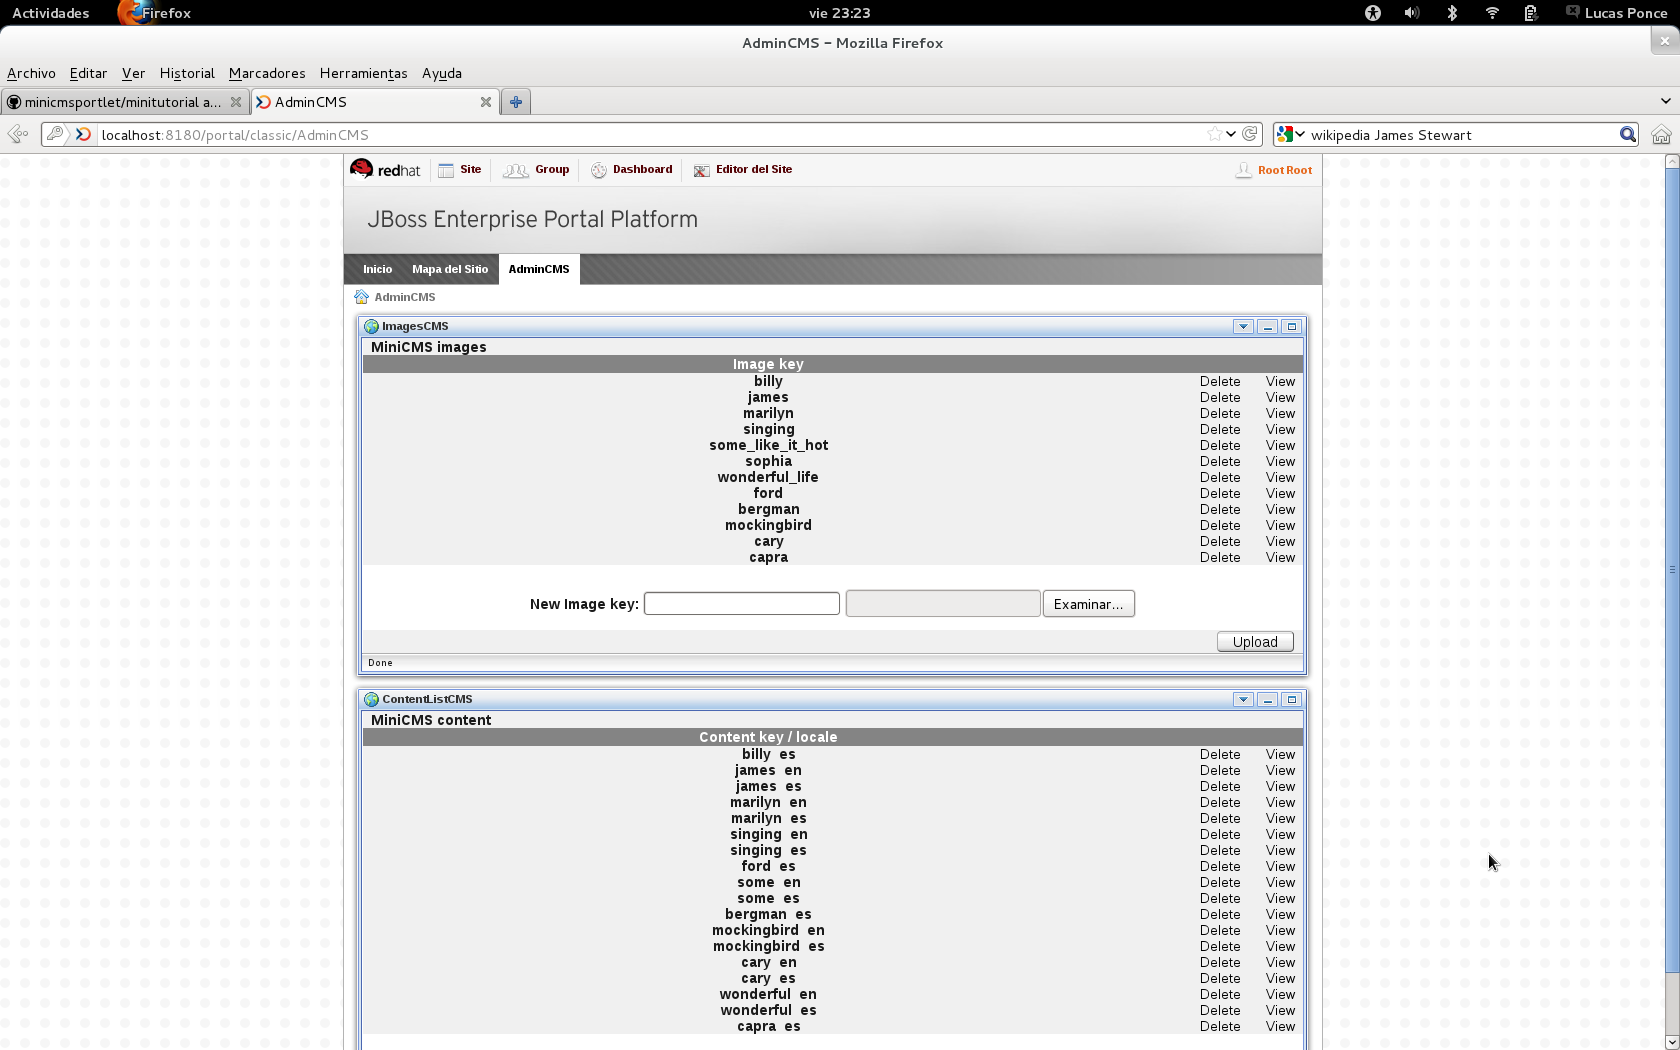 Actividades Firefox vie 23:23 Lucas Ponce
AdminCMS - Mozilla Firefox
Archivo Editar Ver Historial Marcadores Herramientas Ayuda
minicmsportlet/minitutorial a... AdminCMS
localhost:8180/portal/classic/AdminCMS wikipedia James Stewart
redhat Site Group Dashboard Editor del Site Root Root
JBoss Enterprise Portal Platform
Inicio Mapa del Sitio AdminCMS
AdminCMS
ImagesCMS
MiniCMS images
Image key
billy Delete View
james Delete View
marilyn Delete View
singing Delete View
some_like_it_hot Delete View
sophia Delete View
wonderful_life Delete View
ford Delete View
bergman Delete View
mockingbird Delete View
cary Delete View
capra Delete View
New Image key: Examinar...
Upload
Done
ContentListCMS
MiniCMS content
Content key / locale
billy es Delete View
james en Delete View
james es Delete View
marilyn en Delete View
marilyn es Delete View
singing en Delete View
singing es Delete View
ford es Delete View
some en Delete View
some es Delete View
bergman es Delete View
mockingbird en Delete View
mockingbird es Delete View
cary en Delete View
cary es Delete View
wonderful en Delete View
wonderful es Delete View
capra es Delete View